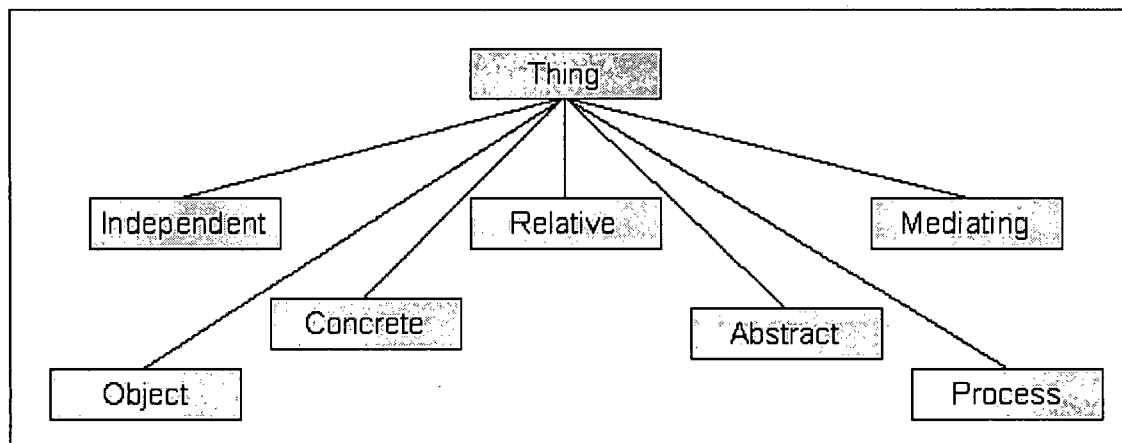 Thing
Independent
Relative
Mediating
Concrete
Abstract
Object
Process